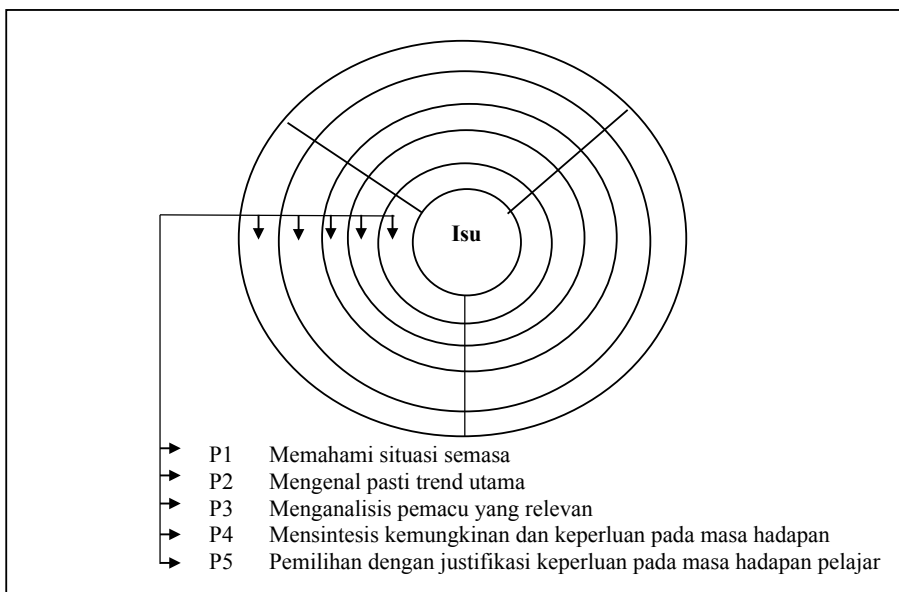 Isu
P1 Memahami situasi semasa
P2 Mengenal pasti trend utama
P3 Menganalisis pemacu yang relevan
P4 Mensintesis kemungkinan dan keperluan pada masa hadapan
P5 Pemilihan dengan justifikasi keperluan pada masa hadapan pelajar